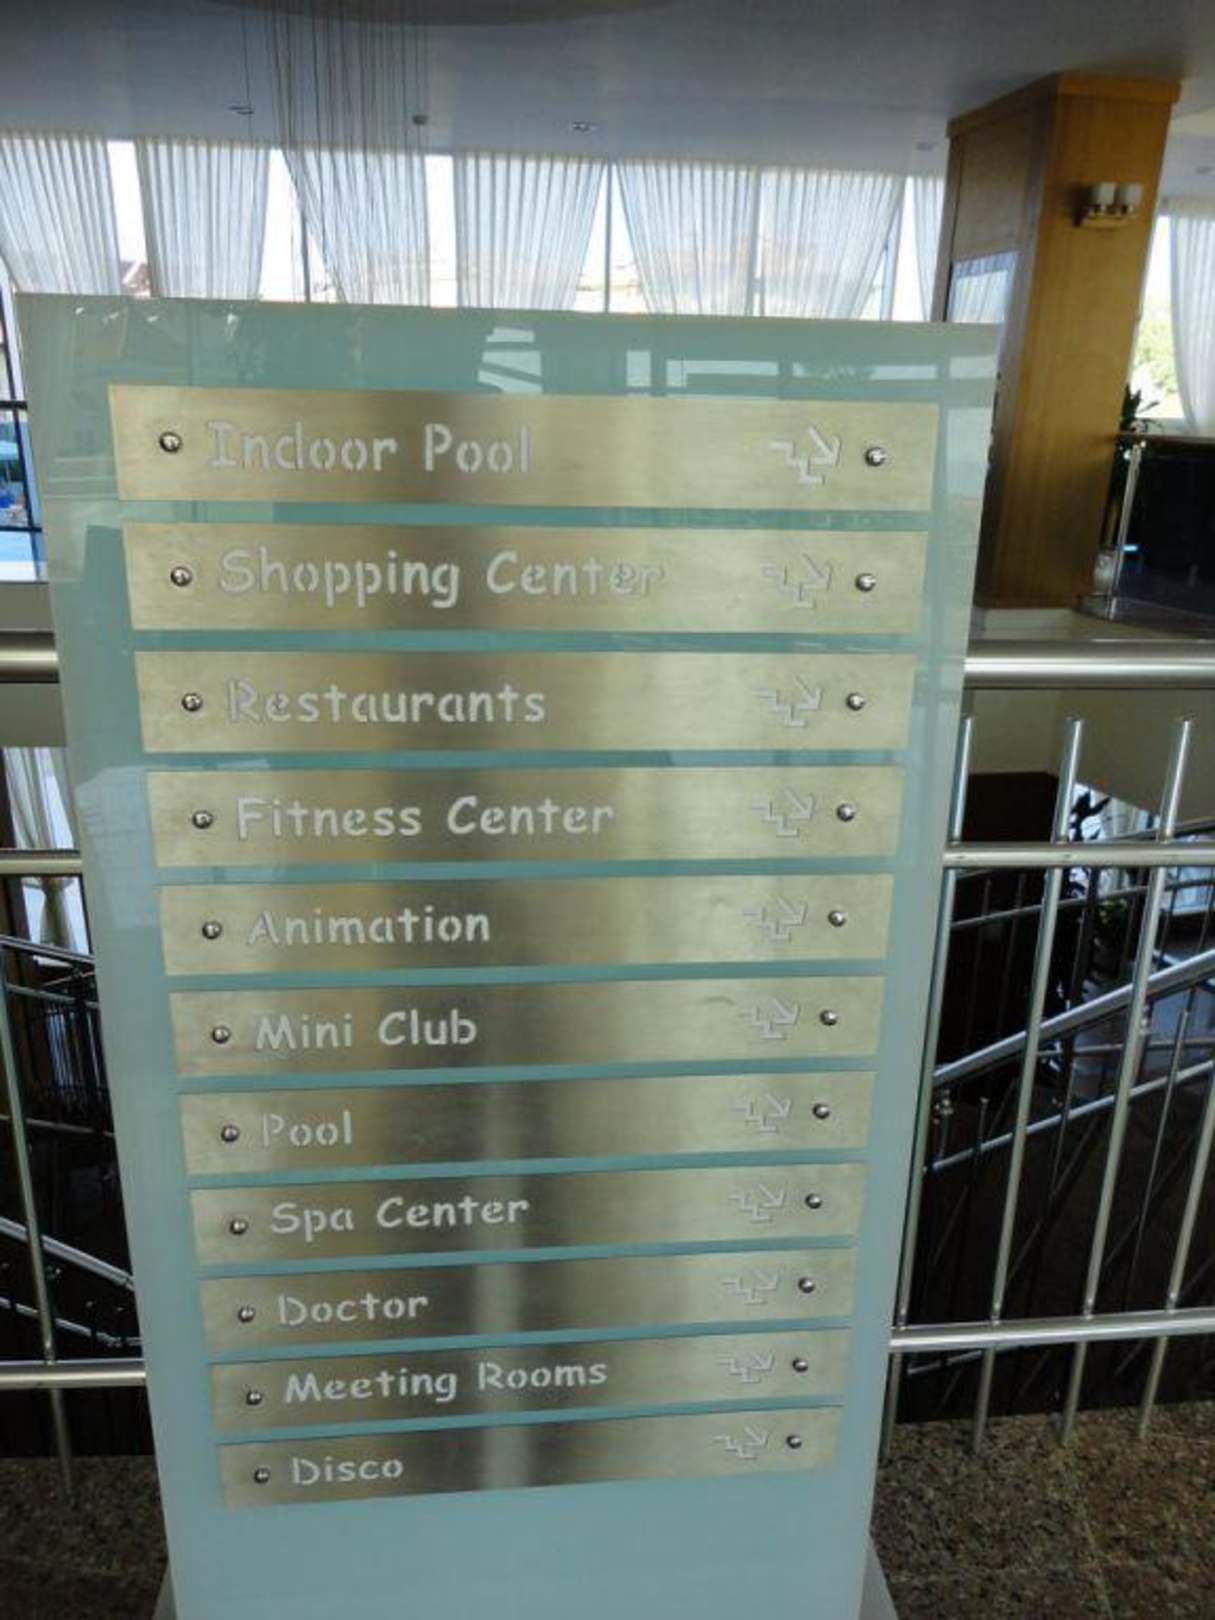 Indoor Pool
Shopping Center
Restaurants
Fitness Center
Animation
Mini Club
Pool
Spa Center
Doctor
Meeting Rooms
Disco